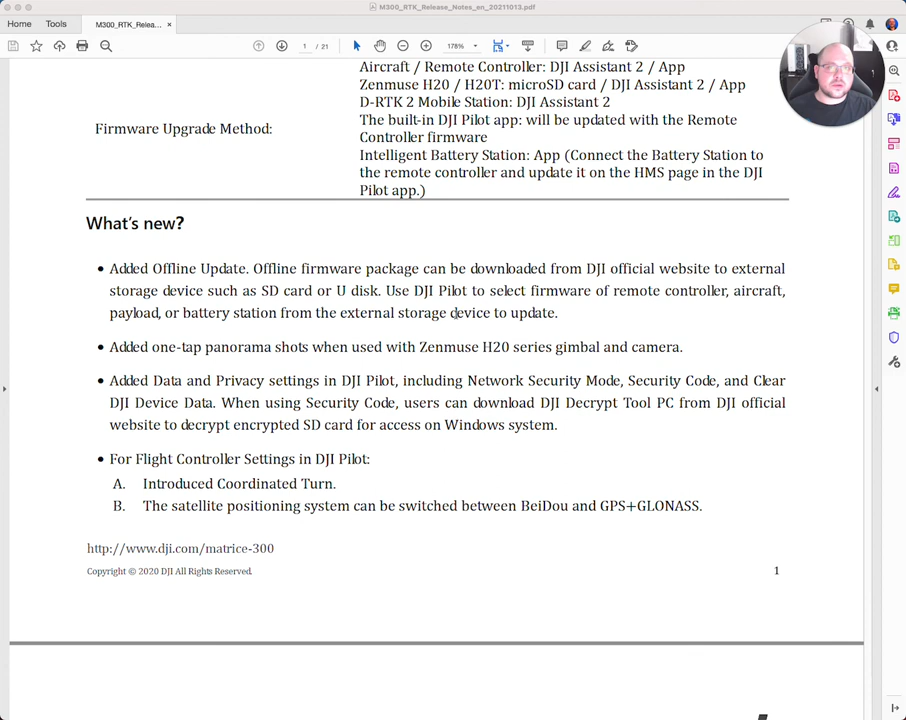 M300_RTK_Release_Notes_en_20211013.pdf
Home
Tools
M300_RTK_Relea...
1 / 21
178%
Aircraft / Remote Controller: DJI Assistant 2 / App
Zenmuse H20 / H20T: microSD card / DJI Assistant 2 / App
D-RTK 2 Mobile Station: DJI Assistant 2
The built-in DJI Pilot app: will be updated with the Remote
Firmware Upgrade Method:
Controller firmware
Intelligent Battery Station: App (Connect the Battery Station to
the remote controller and update it on the HMS page in the DJI
Pilot app.)
What's new?
• Added Offline Update. Offline firmware package can be downloaded from DJI official website to external
storage device such as SD card or U disk. Use DJI Pilot to select firmware of remote controller, aircraft,
payload, or battery station from the external storage device to update.
• Added one-tap panorama shots when used with Zenmuse H20 series gimbal and camera.
• Added Data and Privacy settings in DJI Pilot, including Network Security Mode, Security Code, and Clear
DJI Device Data. When using Security Code, users can download DJI Decrypt Tool PC from DJI official
website to decrypt encrypted SD card for access on Windows system.
• For Flight Controller Settings in DJI Pilot:
A. Introduced Coordinated Turn.
B. The satellite positioning system can be switched between BeiDou and GPS+GLONASS.
http://www.dji.com/matrice-300
Copyright © 2020 DJI All Rights Reserved.
1